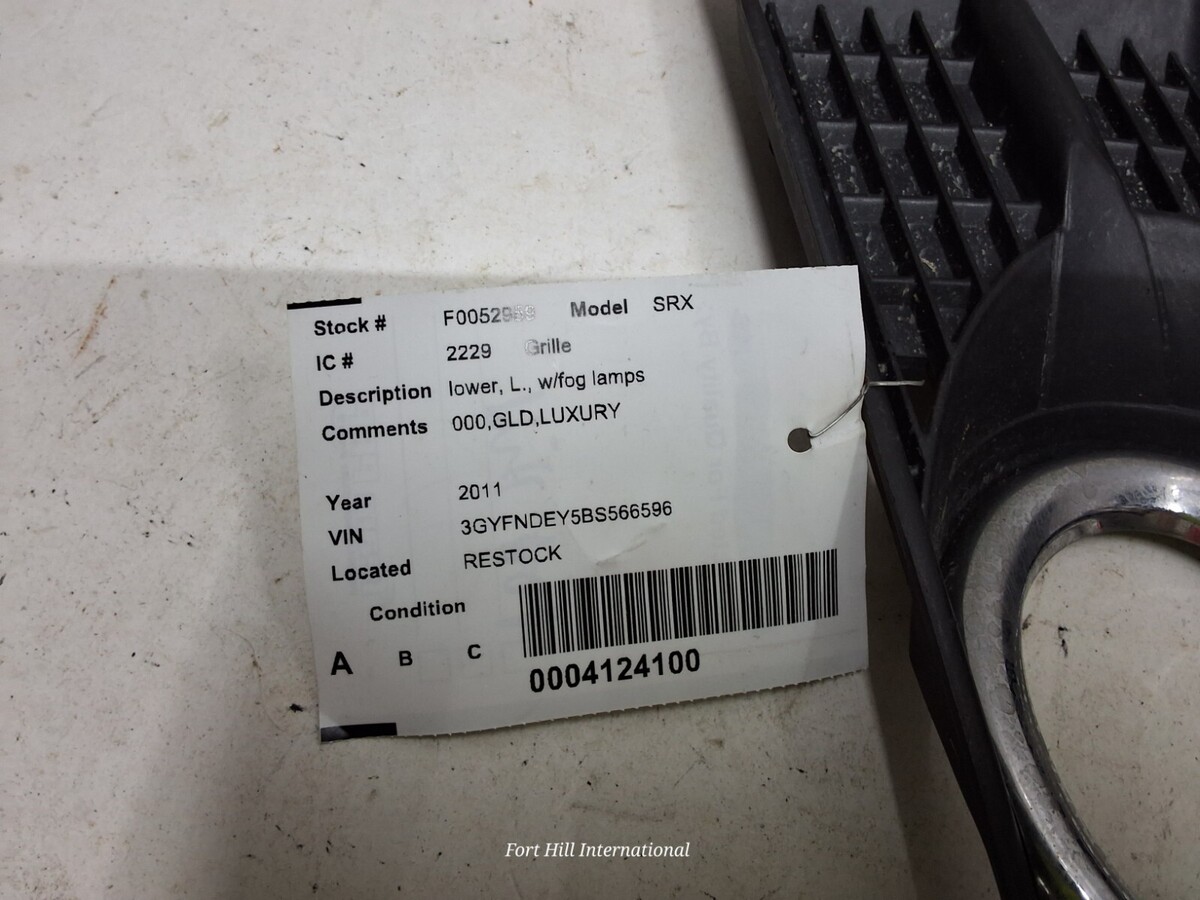 Stock # Model SRX
IC # 2229 Grille
Description lower, L., w/fog lamps
Comments 000,GLD,LUXURY
Year 2011
VIN 3GYFNDEY5BS566596
Located RESTOCK
Condition
A B C
0004124100
Fort Hill International